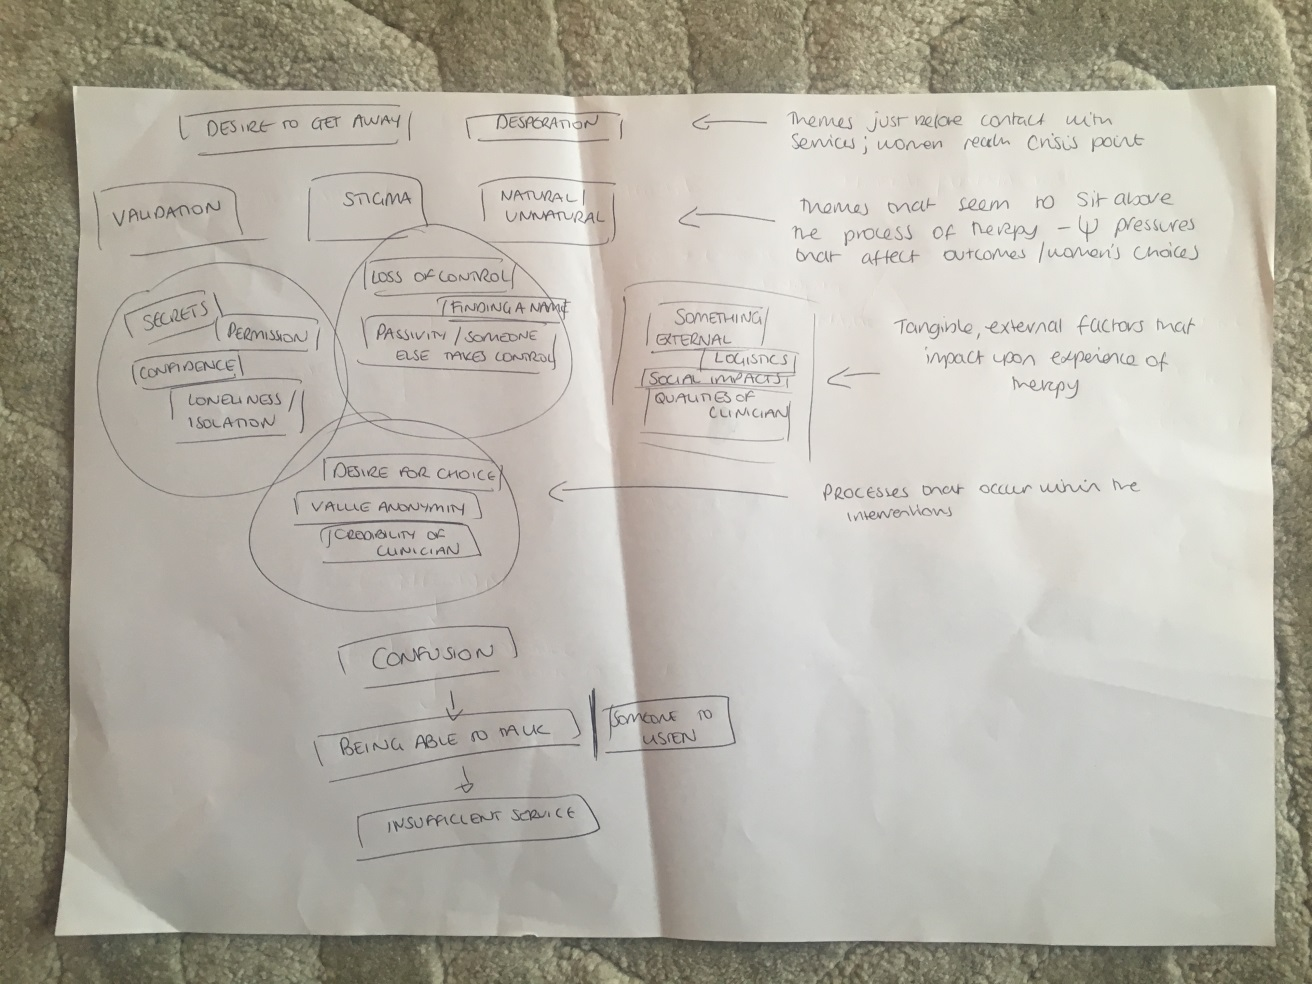 DESIRE TO GET AWAY
DESPERATION
Themes just before contact with
services; women reach crisis point
VALIDATION
STIGMA
NATURAL/
UNNATURAL
Themes that seem to sit above
the process of therapy – Ψ pressures
that affect outcomes/women's choices
SECRETS
PERMISSION
CONFIDENCE
LONELINESS/
ISOLATION
LOSS OF CONTROL
FINDING A NAME
PASSIVITY/SOMEONE
ELSE TAKES CONTROL
SOMETHING
EXTERNAL
LOGISTICS
SOCIAL IMPACTS
QUALITIES OF
CLINICIAN
Tangible, external factors that
impact upon experience of
therapy
DESIRE FOR CHOICE
VALUE ANONYMITY
CREDIBILITY OF
CLINICIAN
PROCESSES that occur within the
interventions
CONFUSION
BEING ABLE TO TALK
SOMEONE TO
LISTEN
INSUFFICIENT SERVICE